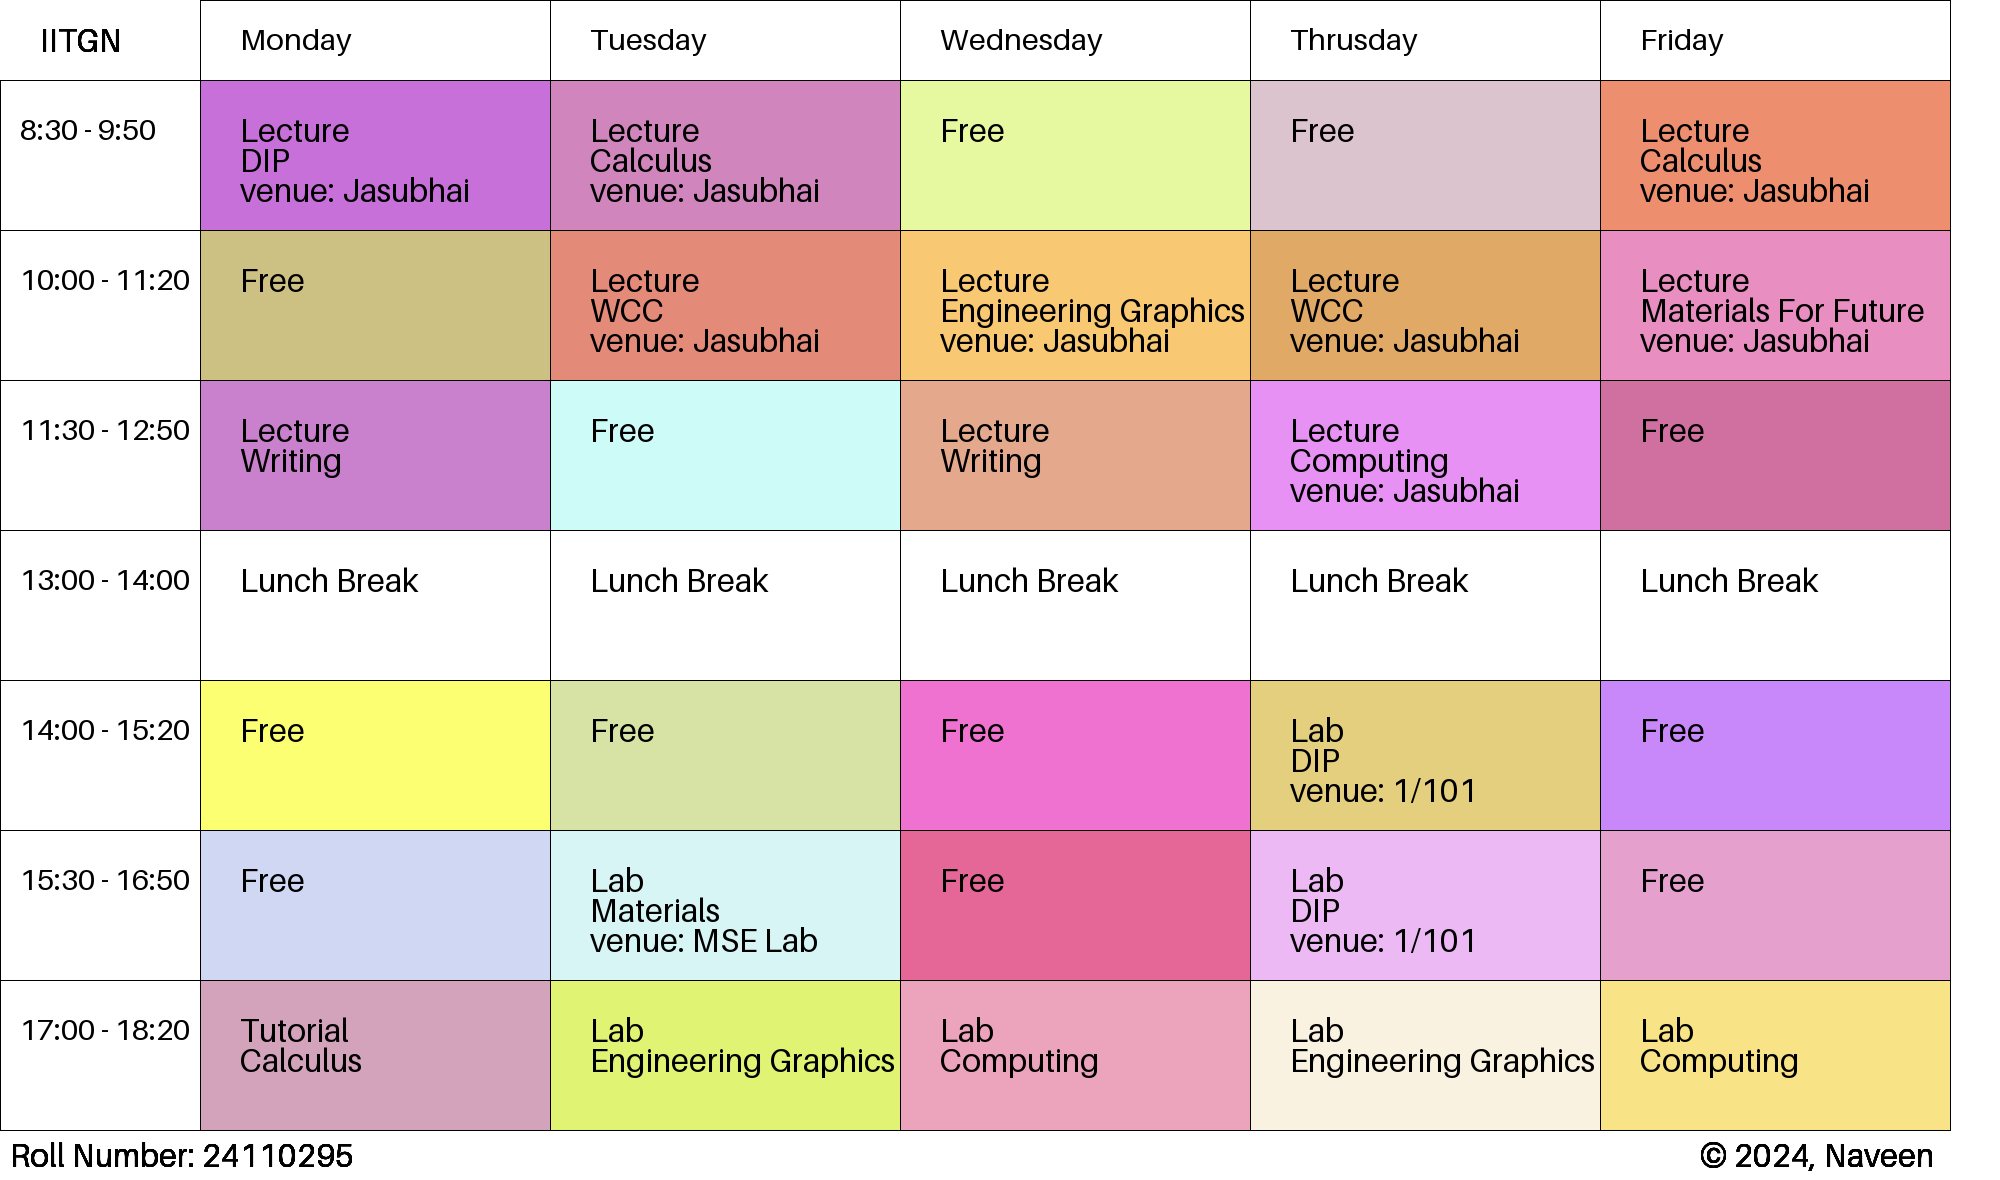 IITGN Monday Tuesday Wednesday Thrusday Friday
8:30 - 9:50
Lecture
DIP
venue: Jasubhai
Lecture
Calculus
venue: Jasubhai
Free
Free
Lecture
Calculus
venue: Jasubhai
10:00 - 11:20
Free
Lecture
WCC
venue: Jasubhai
Lecture
Engineering Graphics
venue: Jasubhai
Lecture
WCC
venue: Jasubhai
Lecture
Materials For Future
venue: Jasubhai
11:30 - 12:50
Lecture
Writing
Free
Lecture
Writing
Lecture
Computing
venue: Jasubhai
Free
13:00 - 14:00
Lunch Break
Lunch Break
Lunch Break
Lunch Break
Lunch Break
14:00 - 15:20
Free
Free
Free
Lab
DIP
venue: 1/101
Free
15:30 - 16:50
Free
Lab
Materials
venue: MSE Lab
Free
Lab
DIP
venue: 1/101
Free
17:00 - 18:20
Tutorial
Calculus
Lab
Engineering Graphics
Lab
Computing
Lab
Engineering Graphics
Lab
Computing
Roll Number: 24110295
© 2024, Naveen